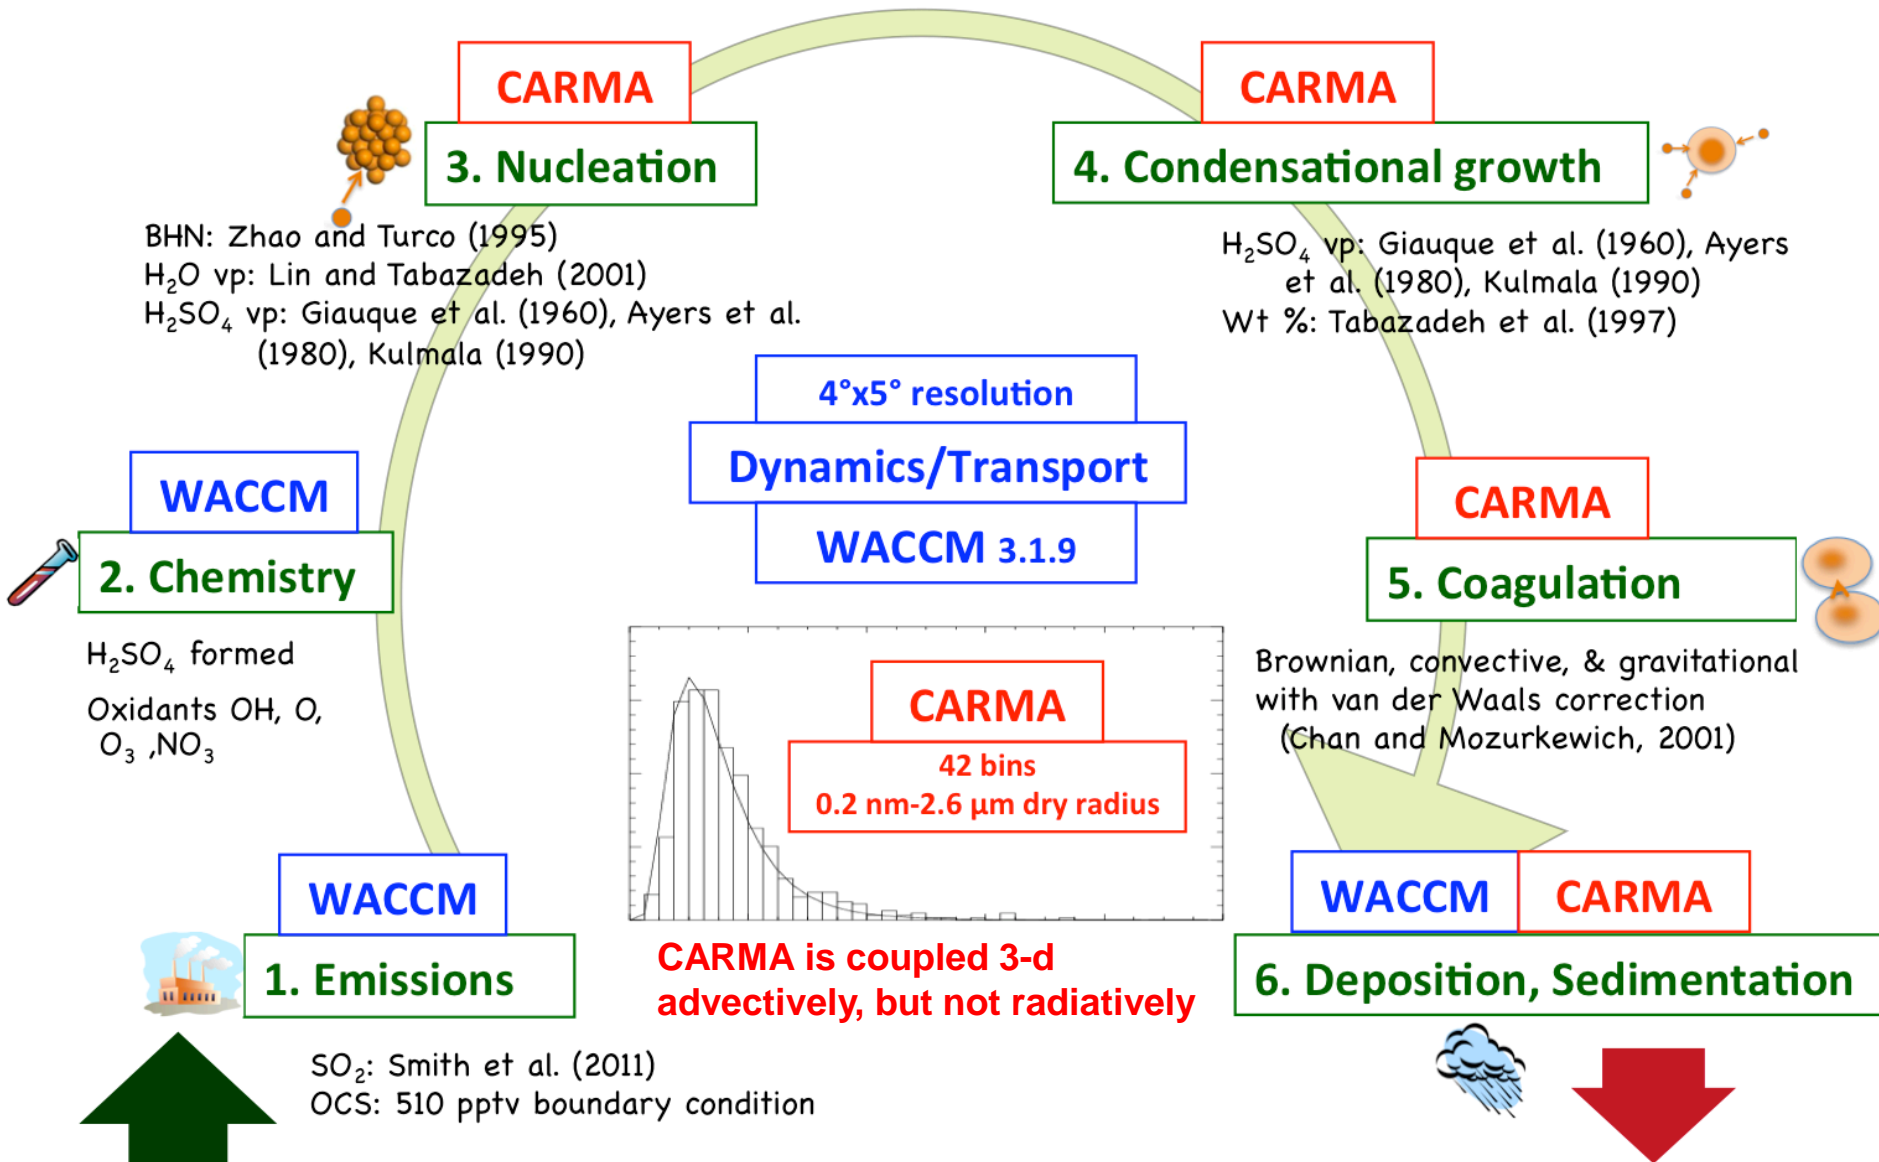 CARMA
3. Nucleation
BHN: Zhao and Turco (1995)
H₂O vp: Lin and Tabazadeh (2001)
H₂SO₄ vp: Giauque et al. (1960), Ayers et al.
(1980), Kulmala (1990)
CARMA
4. Condensational growth
H₂SO₄ vp: Giauque et al. (1960), Ayers
et al. (1980), Kulmala (1990)
Wt %: Tabazadeh et al. (1997)
4°x5° resolution
Dynamics/Transport
WACCM 3.1.9
WACCM
2. Chemistry
H₂SO₄ formed
Oxidants OH, O,
O₃ ,NO₃
CARMA
5. Coagulation
Brownian, convective, & gravitational
with van der Waals correction
(Chan and Mozurkewich, 2001)
CARMA
42 bins
0.2 nm-2.6 µm dry radius
CARMA is coupled 3-d
advectively, but not radiatively
WACCM
1. Emissions
SO₂: Smith et al. (2011)
OCS: 510 pptv boundary condition
WACCM CARMA
6. Deposition, Sedimentation